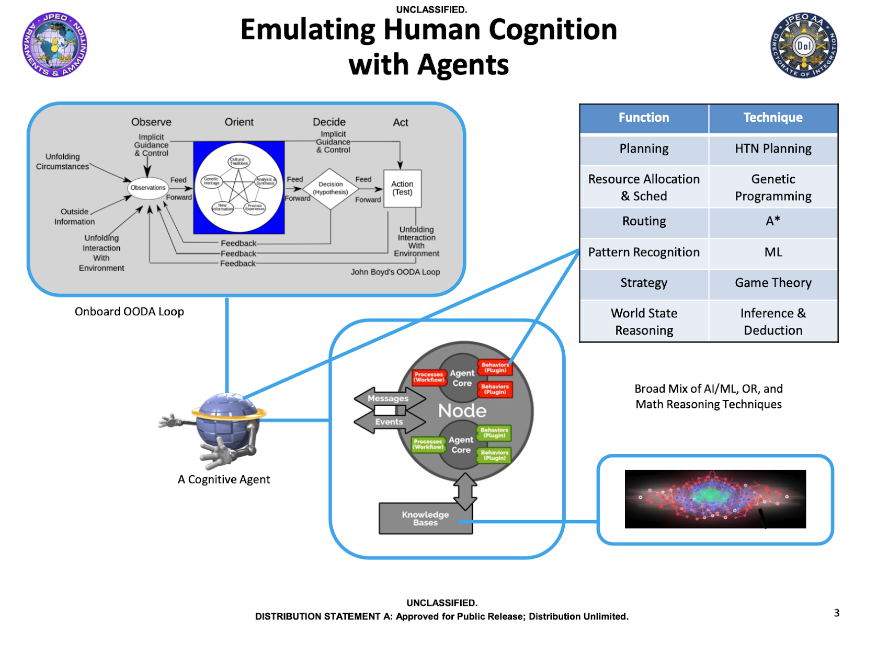 UNCLASSIFIED.
Emulating Human Cognition
with Agents
JPEO
ARMAMENTS & AMMUNITION
JPEO AA
DoI
DIRECTORATE OF INTEGRATION
Observe
Orient
Decide
Act
Implicit
Guidance
& Control
Implicit
Guidance
& Control
Unfolding
Circumstances
Observations
Feed
Forward
Cultural
Traditions
Genetic
Heritage
Analysis &
Synthesis
New
Information
Previous
Experience
Feed
Forward
Decision
(Hypothesis)
Feed
Forward
Action
(Test)
Outside
Information
Unfolding
Interaction
With
Environment
Feedback
Feedback
Feedback
Unfolding
Interaction
With
Environment
John Boyd's OODA Loop
Onboard OODA Loop
Function
Technique
Planning
HTN Planning
Resource Allocation
& Sched
Genetic
Programming
Routing
A*
Pattern Recognition
ML
Strategy
Game Theory
World State
Reasoning
Inference &
Deduction
Broad Mix of AI/ML, OR, and
Math Reasoning Techniques
A Cognitive Agent
Messages
Events
Processes
(Workflow)
Agent
Core
Behaviors
(Plugin)
Behaviors
(Plugin)
Node
Processes
(Workflow)
Agent
Core
Behaviors
(Plugin)
Behaviors
(Plugin)
Knowledge
Bases
UNCLASSIFIED.
DISTRIBUTION STATEMENT A: Approved for Public Release; Distribution Unlimited.
3